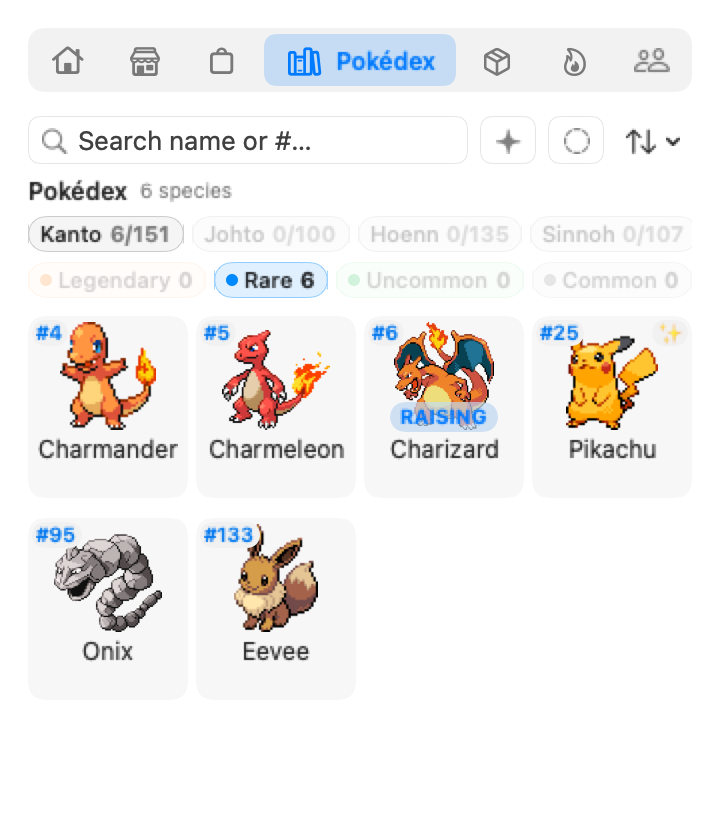 Pokédex
Search name or #...
Pokédex 6 species
Kanto 6/151 Johto 0/100 Hoenn 0/135 Sinnoh 0/107
Legendary 0 Rare 6 Uncommon 0 Common 0
#4 #5 #6 #25
RAISING
Charmander Charmeleon Charizard Pikachu
#95 #133
Onix Eevee